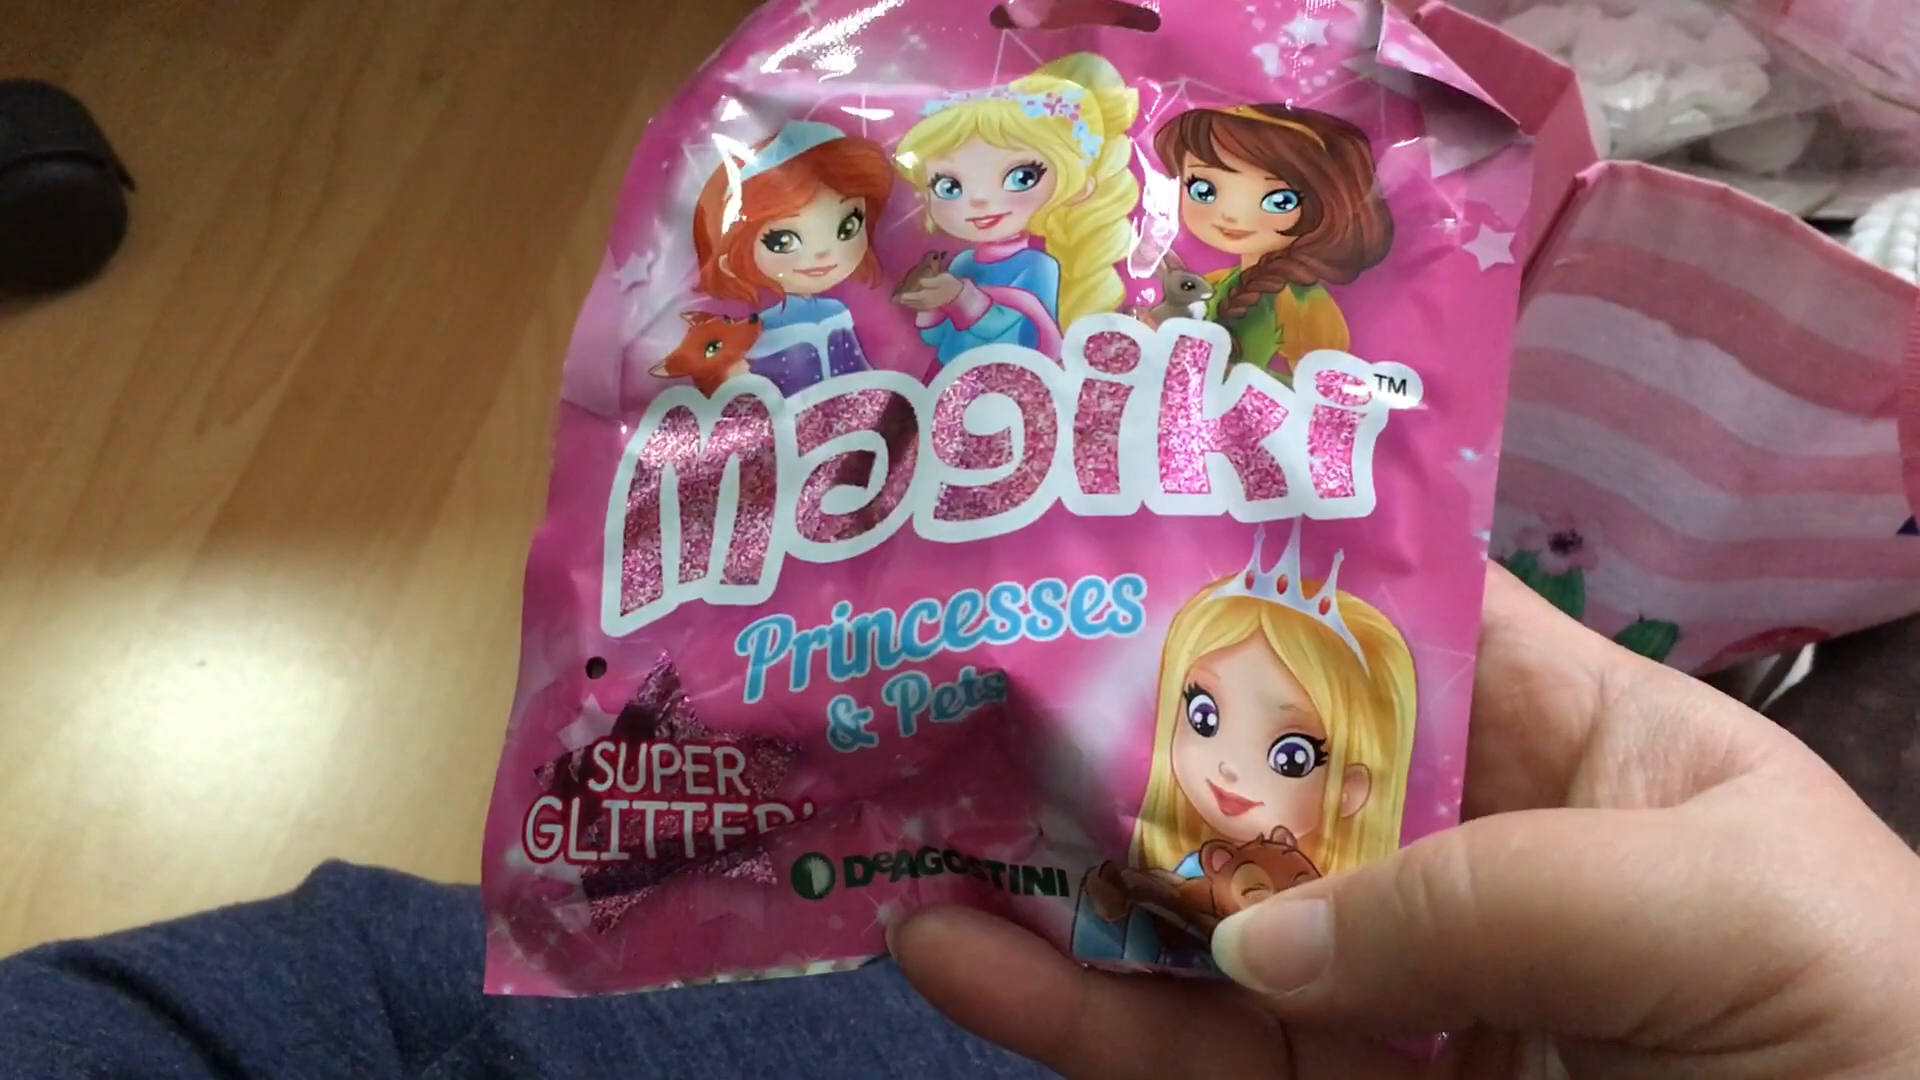 Magiki™
Princesses
& Pets
SUPER
GLITTER!
DeAGOSTINI